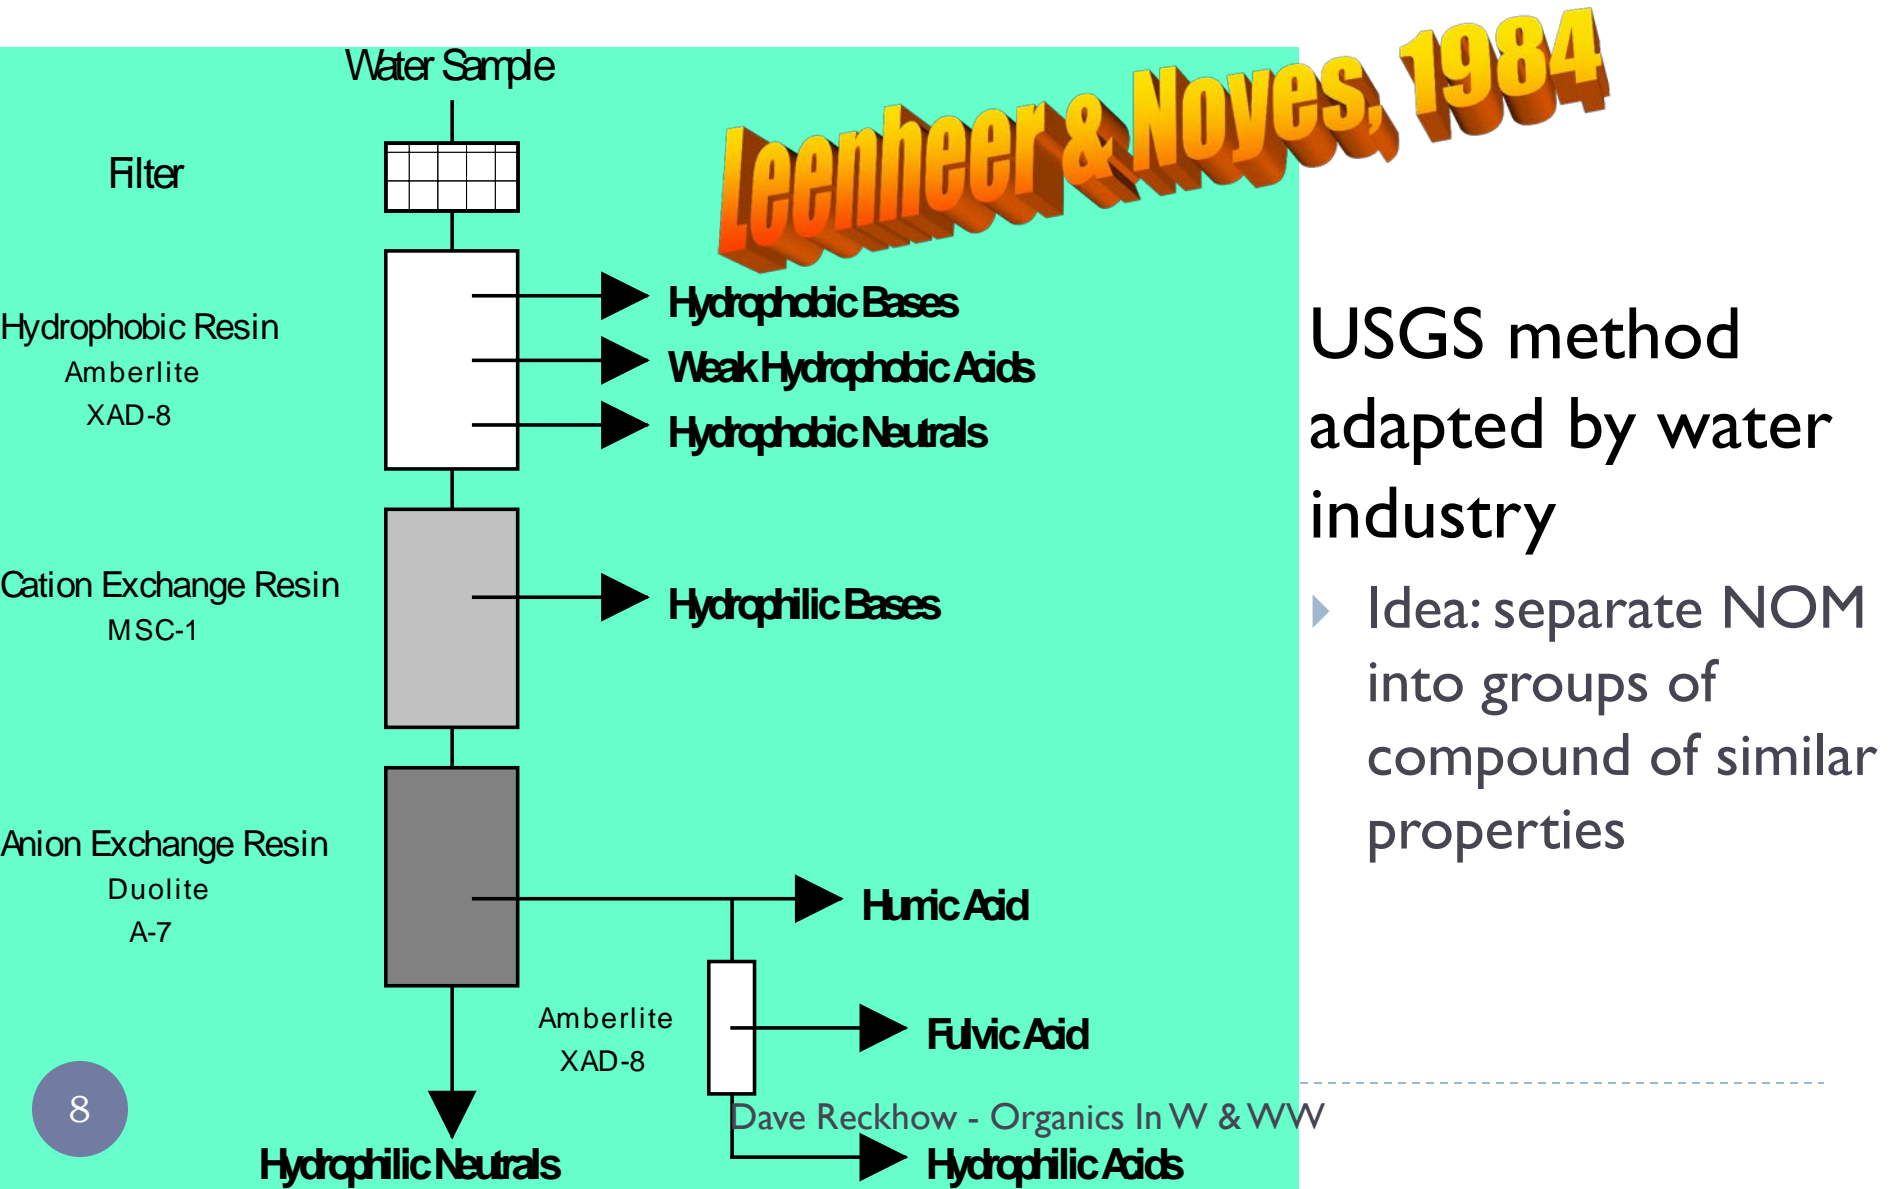 Water Sample
Leenheer & Noyes, 1984
Filter
Hydrophobic Resin
Amberlite
XAD-8
Hydrophobic Bases
Weak Hydrophobic Acids
Hydrophobic Neutrals
Cation Exchange Resin
MSC-1
Hydrophilic Bases
Anion Exchange Resin
Duolite
A-7
Humic Acid
Amberlite
XAD-8
Fulvic Acid
Hydrophilic Neutrals
Hydrophilic Acids
USGS method
adapted by water
industry
Idea: separate NOM
into groups of
compound of similar
properties
8
Dave Reckhow - Organics In W & WW